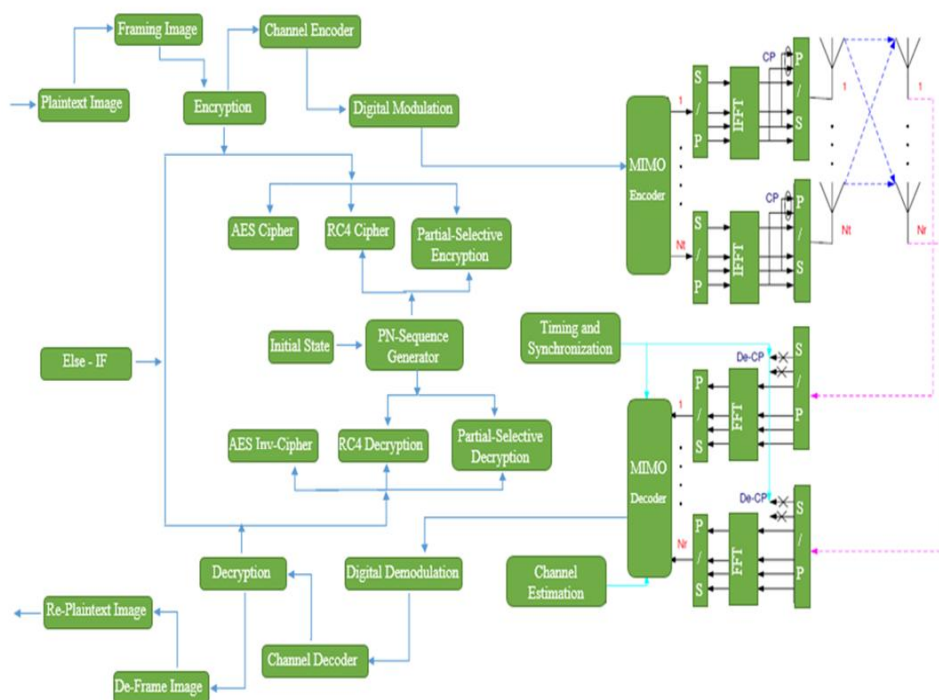 Framing Image
Channel Encoder
Plaintext Image
Encryption
Digital Modulation
AES Cipher
RC4 Cipher
Partial-Selective
Encryption
Initial State
PN-Sequence
Generator
Else - IF
AES Inv-Cipher
RC4 Decryption
Partial-Selective
Decryption
Decryption
Digital Demodulation
Re-Plaintext Image
Channel Decoder
De-Frame Image
MIMO
Encoder
1
Nt
S
/
P
IFFT
CP
P
/
S
1
1
S
/
P
IFFT
CP
P
/
S
Nt
Nr
Timing and
Synchronization
MIMO
Decoder
1
Nr
Channel
Estimation
P
/
S
FFT
De-CP
S
/
P
P
/
S
FFT
De-CP
S
/
P